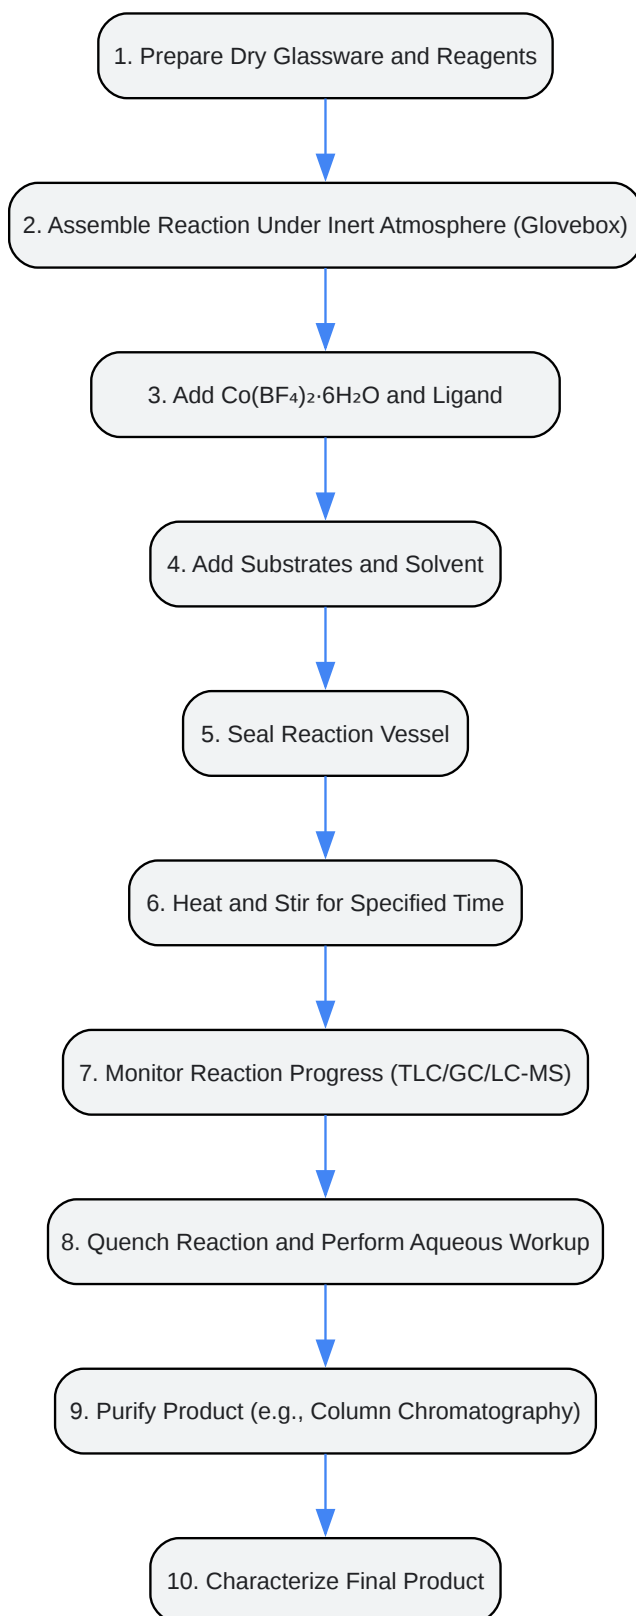 1. Prepare Dry Glassware and Reagents
2. Assemble Reaction Under Inert Atmosphere (Glovebox)
3. Add Co(BF₄)₂·6H₂O and Ligand
4. Add Substrates and Solvent
5. Seal Reaction Vessel
6. Heat and Stir for Specified Time
7. Monitor Reaction Progress (TLC/GC/LC-MS)
8. Quench Reaction and Perform Aqueous Workup
9. Purify Product (e.g., Column Chromatography)
10. Characterize Final Product